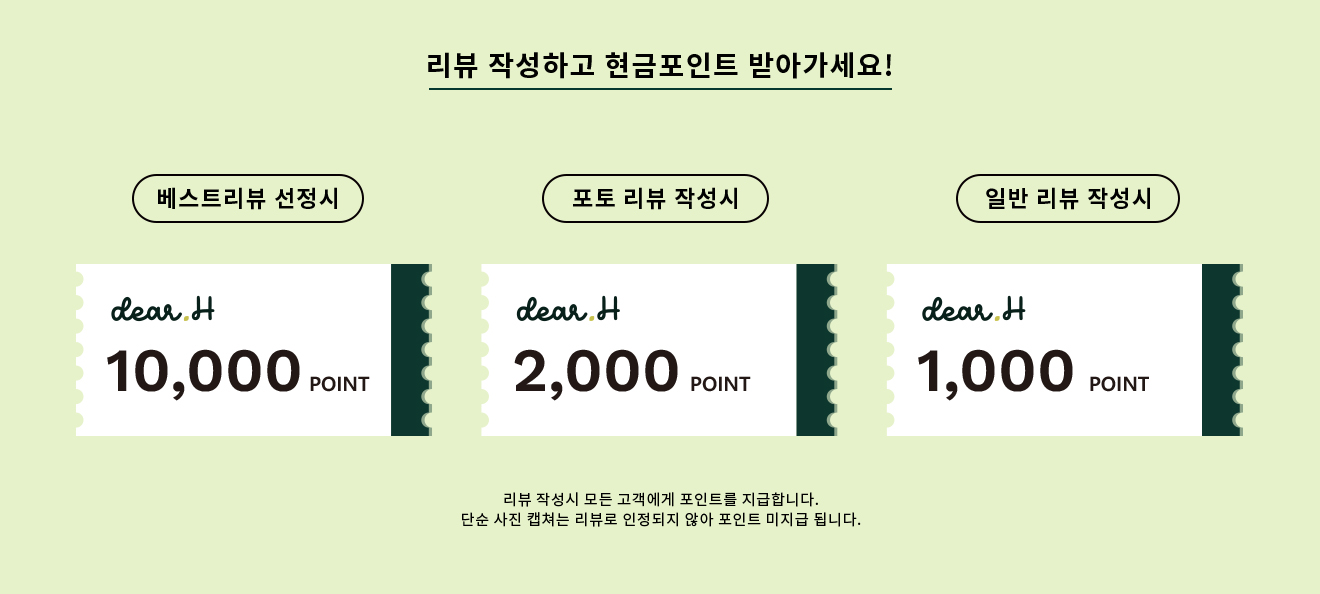 리뷰 작성하고 현금포인트 받아가세요!
베스트리뷰 선정시
포토 리뷰 작성시
일반 리뷰 작성시
dear.H
10,000 POINT
dear.H
2,000 POINT
dear.H
1,000 POINT
리뷰 작성시 모든 고객에게 포인트를 지급합니다.
단순 사진 캡쳐는 리뷰로 인정되지 않아 포인트 미지급 됩니다.